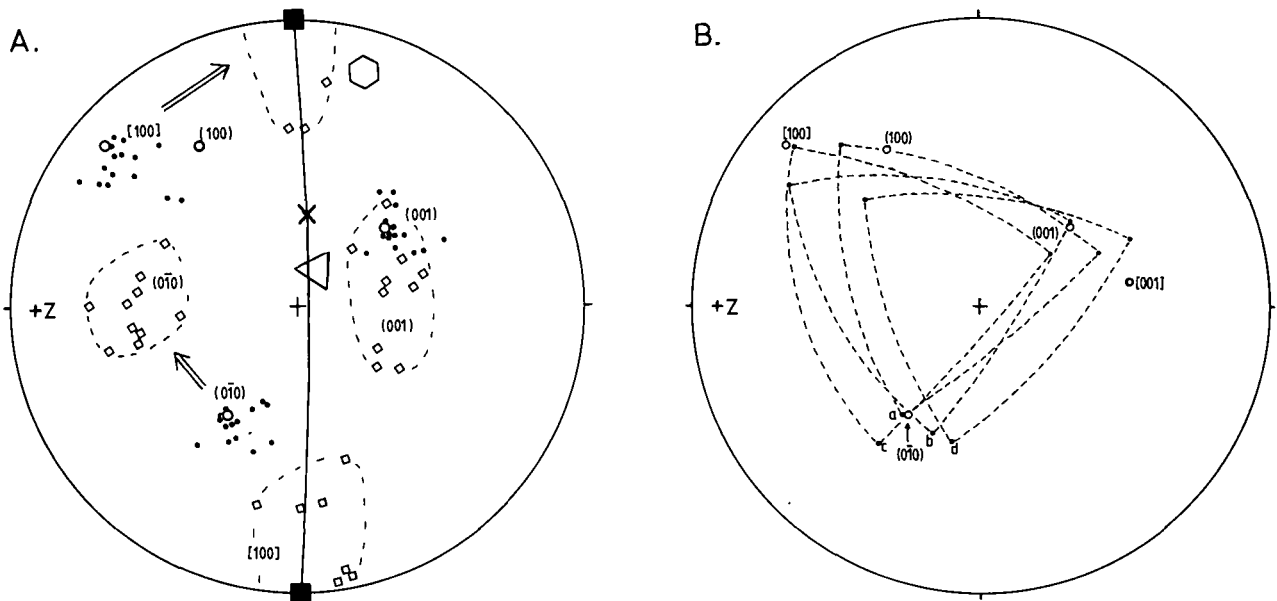 A.
[100]
(100)
(001)
(01̄0)
+Z
(001)
(01̄0)
[100]
B.
[100]
(100)
(001)
[001]
+Z
a
b
c
d
(01̄0)